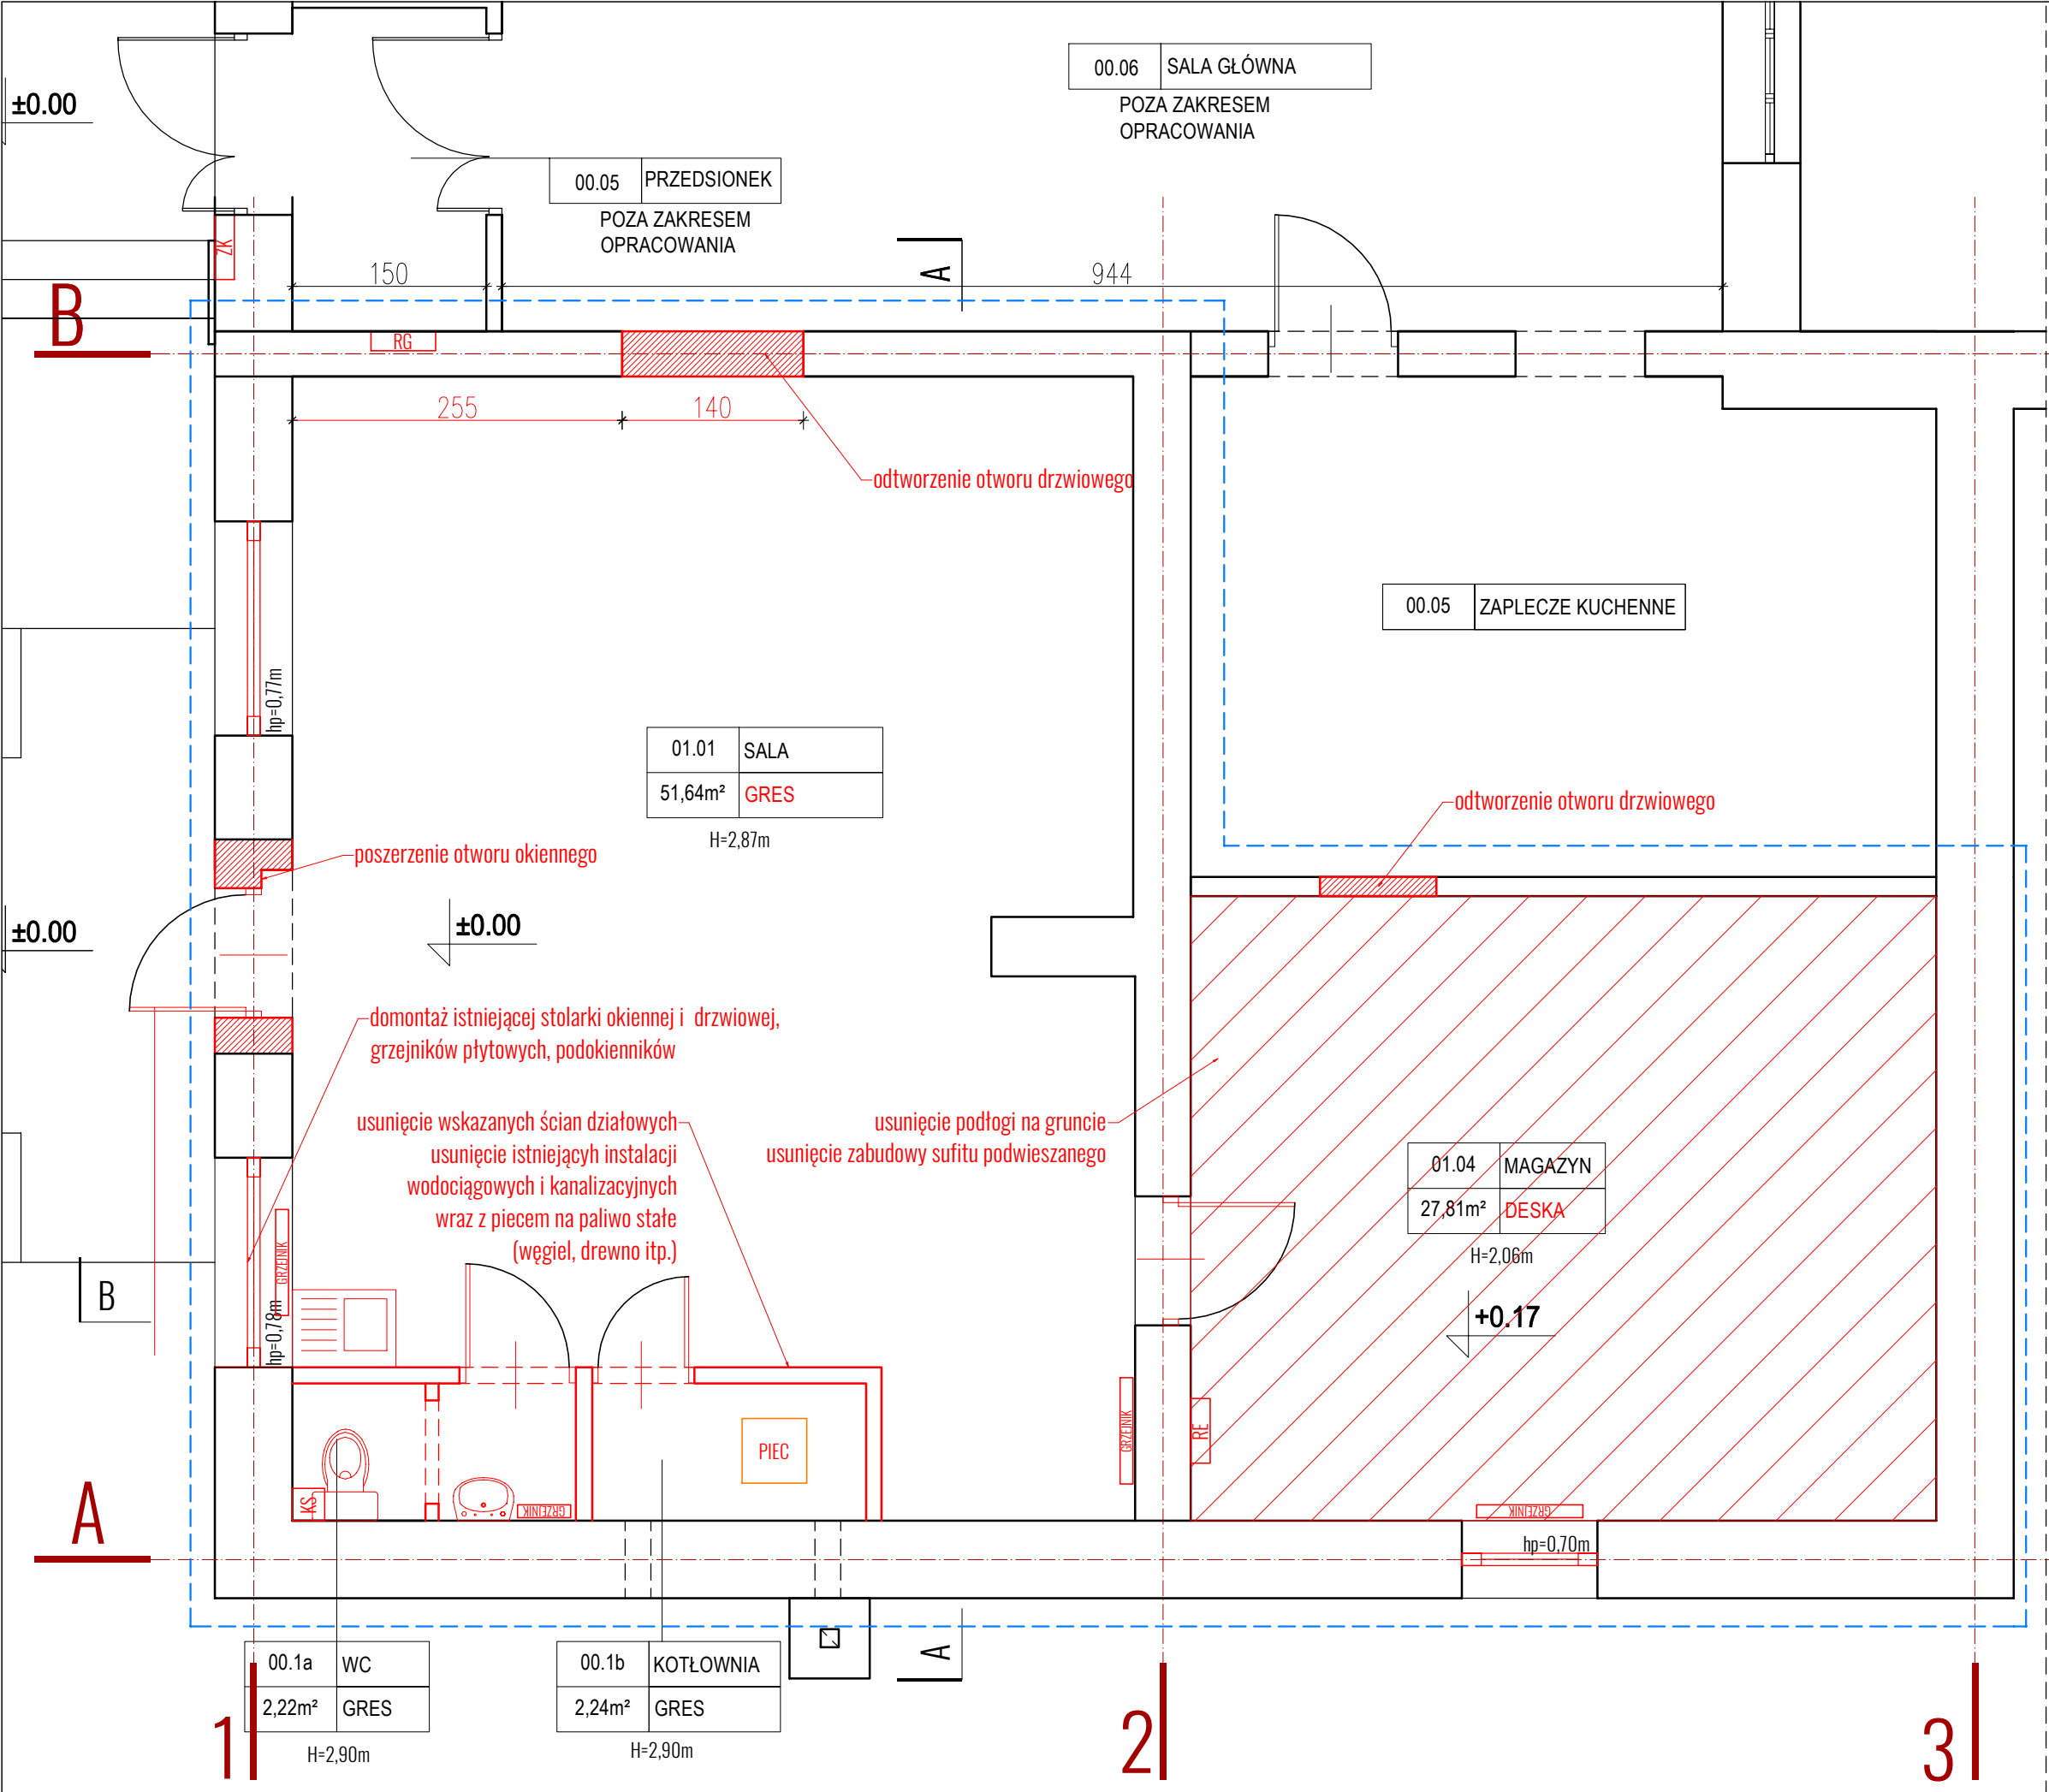 ±0.00
00.06 SALA GŁÓWNA
POZA ZAKRESEM
OPRACOWANIA
00.05 PRZEDSIONEK
POZA ZAKRESEM
OPRACOWANIA
ZK
A
150
944
B
RG
255
140
odtworzenie otworu drzwiowego
00.05 ZAPLECZE KUCHENNE
hp=0,77m
01.01 SALA
51,64m² GRES
H=2,87m
odtworzenie otworu drzwiowego
poszerzenie otworu okiennego
±0.00
±0.00
domontaż istniejącej stolarki okiennej i drzwiowej,
grzejników płytowych, podokienników
usunięcie wskazanych ścian działowych
usunięcie istniejącyh instalacji
wodociągowych i kanalizacyjnych
wraz z piecem na paliwo stałe
(węgiel, drewno itp.)
usunięcie podłogi na gruncie
usunięcie zabudowy sufitu podwieszanego
01.04 MAGAZYN
27,81m² DESKA
H=2,06m
+0.17
GRZEJNIK
B
hp=0,78m
GRZEJNIK
RE
PIEC
KS
GRZEJNIK
GRZEJNIK
A
hp=0,70m
A
00.1a WC
2,22m² GRES
H=2,90m
00.1b KOTŁOWNIA
2,24m² GRES
H=2,90m
1
2
3